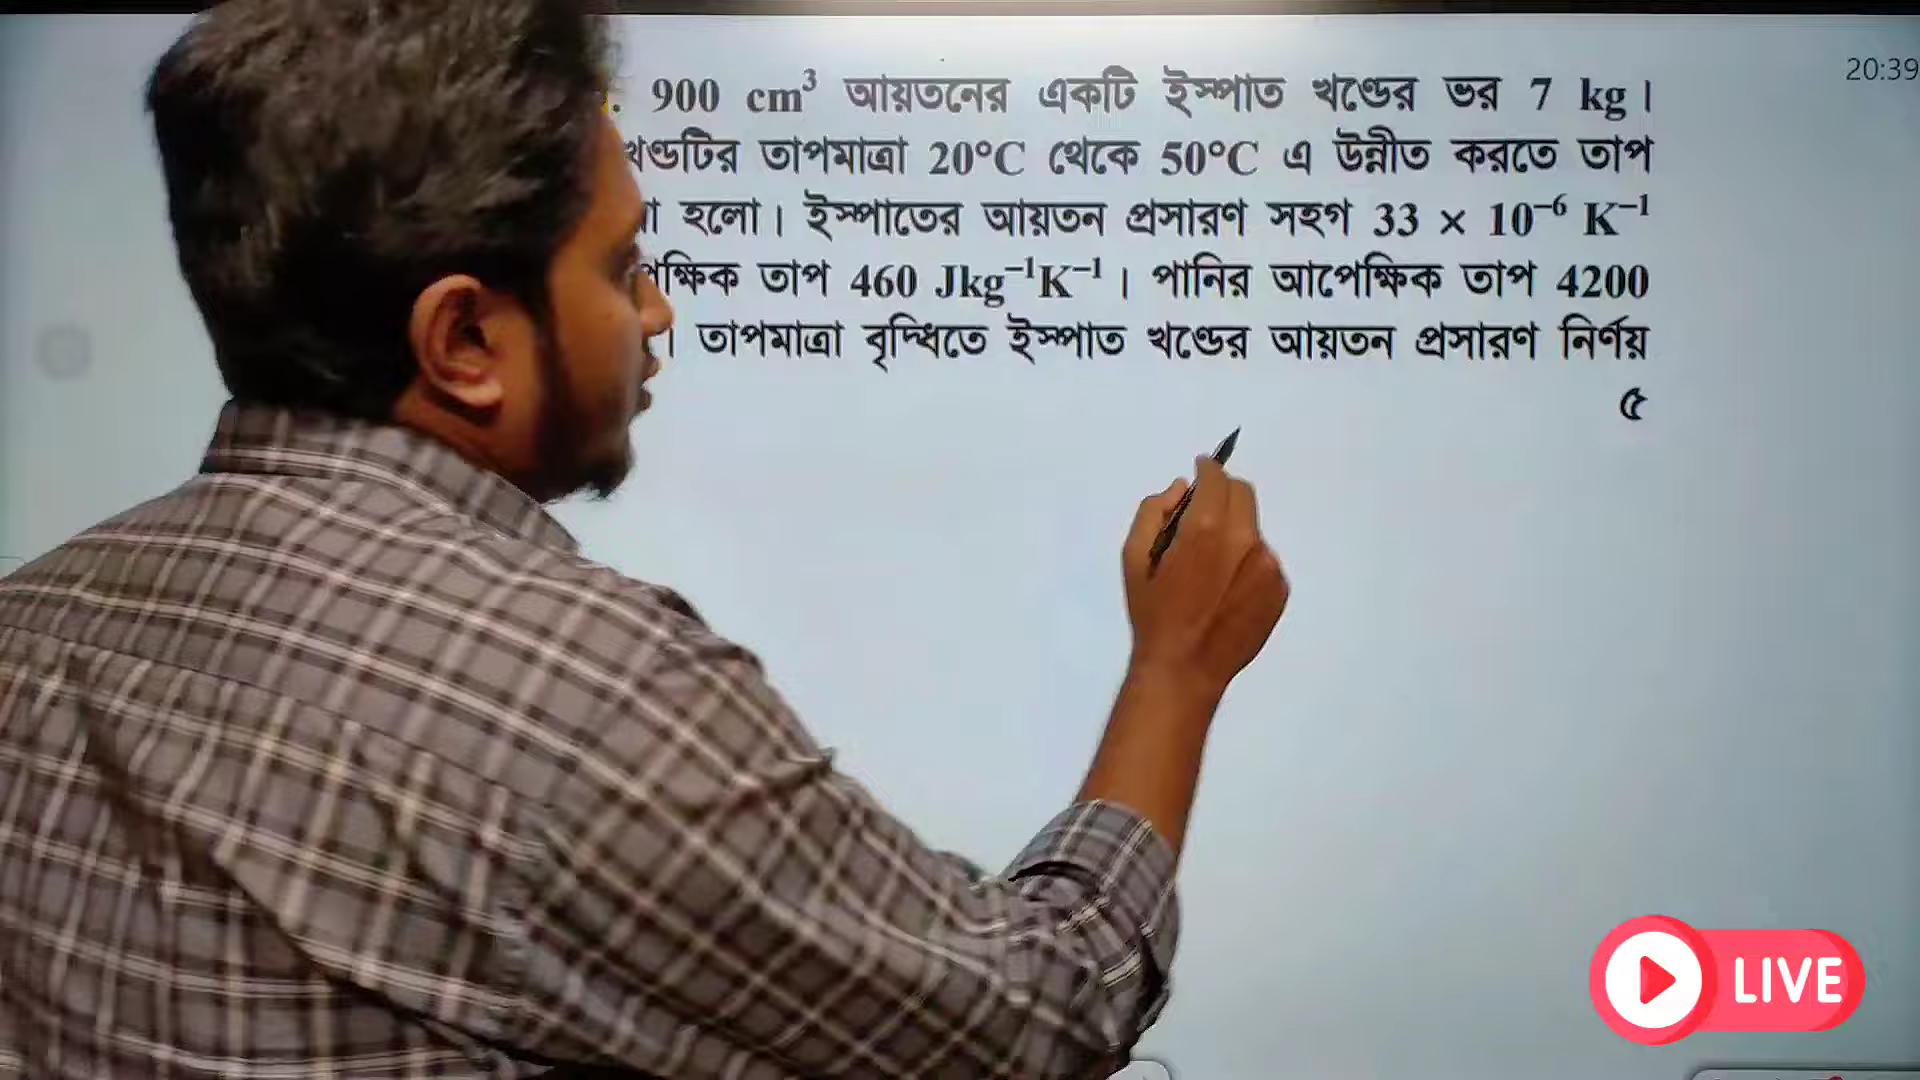 20:39
900 cm³ আয়তনের একটি ইস্পাত খণ্ডের ভর 7 kg।
খণ্ডটির তাপমাত্রা 20°C থেকে 50°C এ উন্নীত করতে তাপ
হলো। ইস্পাতের আয়তন প্রসারণ সহগ 33 × 10⁻⁶ K⁻¹
তাপ 460 Jkg⁻¹K⁻¹। পানির আপেক্ষিক তাপ 4200
। তাপমাত্রা বৃদ্ধিতে ইস্পাত খণ্ডের আয়তন প্রসারণ নির্ণয়
৫
LIVE